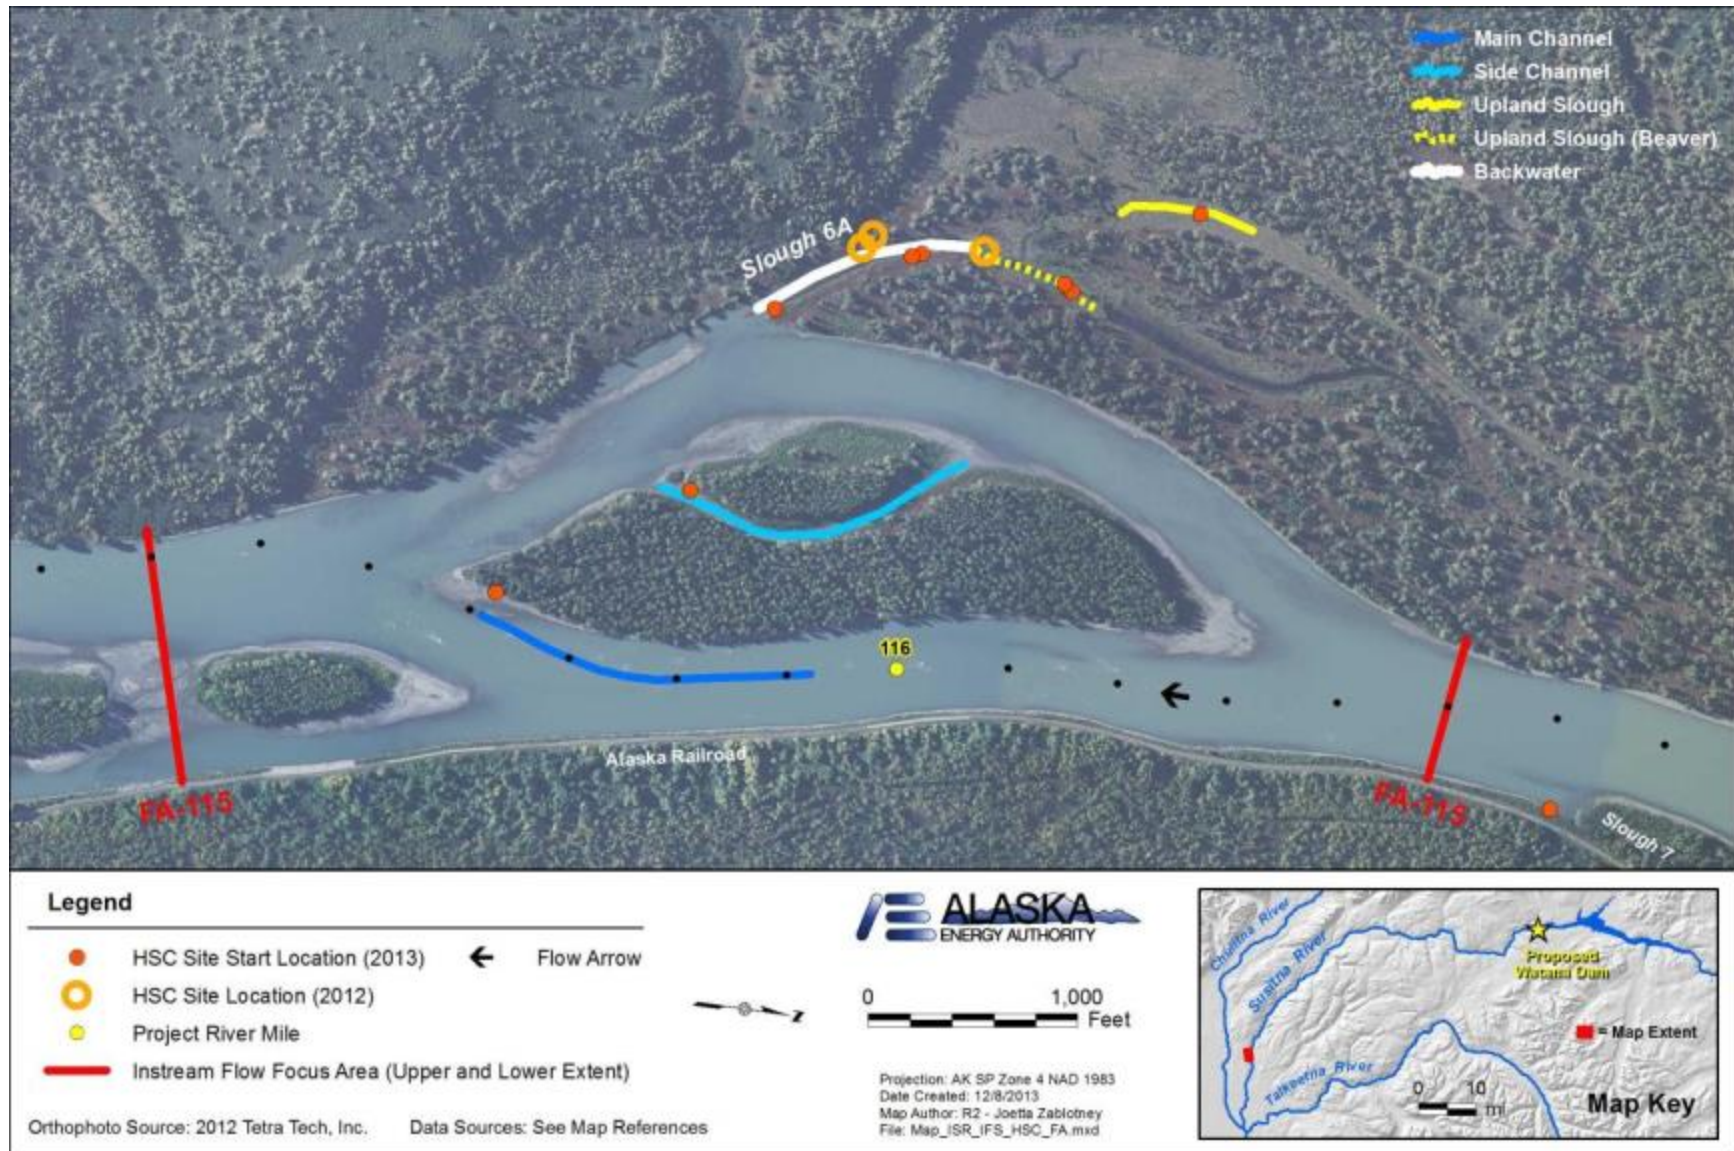 Main Channel
Side Channel
Upland Slough
Upland Slough (Beaver)
Backwater
Slough 6A
116
Alaska Railroad
FA-115
FA-115
Slough 7
Legend
HSC Site Start Location (2013)
Flow Arrow
HSC Site Location (2012)
Project River Mile
Instream Flow Focus Area (Upper and Lower Extent)
Orthophoto Source: 2012 Tetra Tech, Inc. Data Sources: See Map References
ALASKA
ENERGY AUTHORITY
Z
0 1,000
Feet
Projection: AK SP Zone 4 NAD 1983
Date Created: 12/8/2013
Map Author: R2 - Joetta Zablotney
File: Map_ISR_IFS_HSC_FA.mxd
Chulitna River
Susitna River
Proposed
Watana Dam
= Map Extent
Talkeetna River
0 10
mi
Map Key